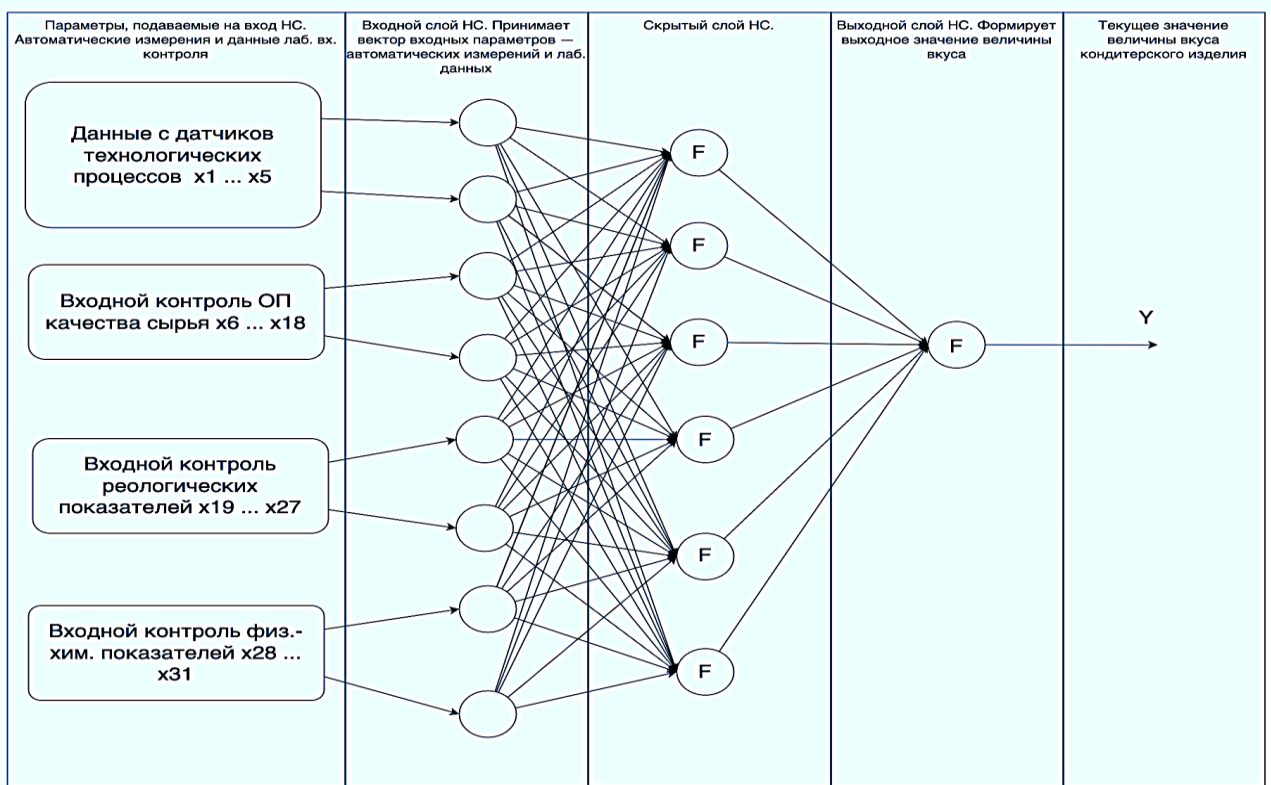 Параметры, подаваемые на вход НС.
Автоматические измерения и данные лаб. вх.
контроля
Входной слой НС. Принимает
вектор входных параметров —
автоматических измерений и лаб.
данных
Скрытый слой НС.
Выходной слой НС. Формирует
выходное значение величины
вкуса
Текущее значение
величины вкуса
кондитерского изделия
Данные с датчиков
технологических
процессов x1 ... x5
Входной контроль ОП
качества сырья x6 ... x18
Входной контроль
реологических
показателей x19 ... x27
Входной контроль физ.-
хим. показателей x28 ...
x31
F
F
F
F
F
F
F
Y